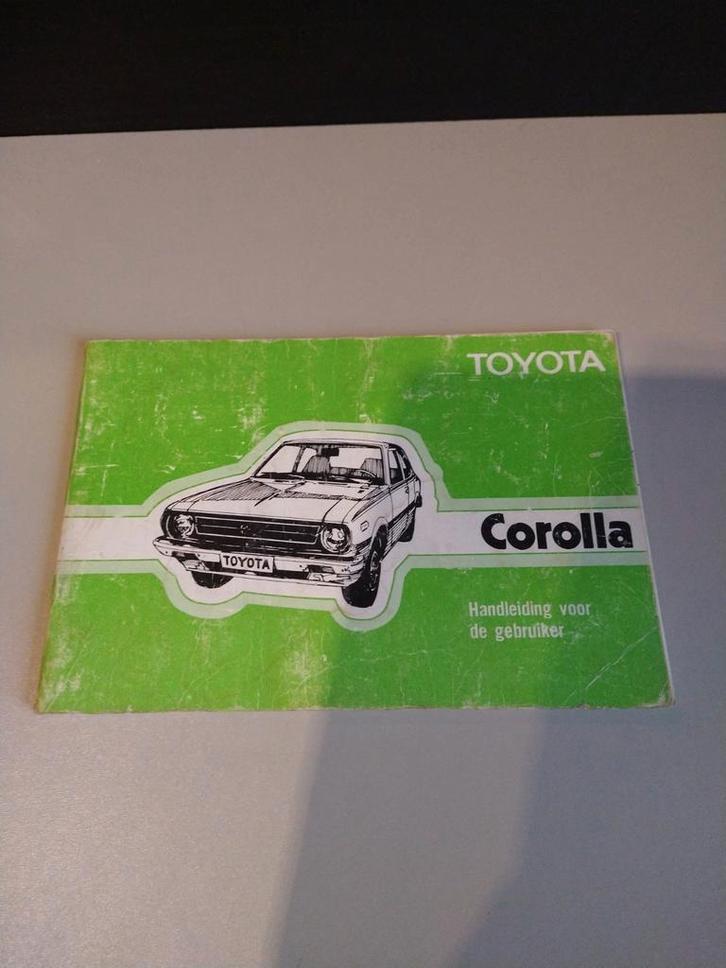 TOYOTA
Corolla
TOYOTA
Handleiding voor
de gebruiker